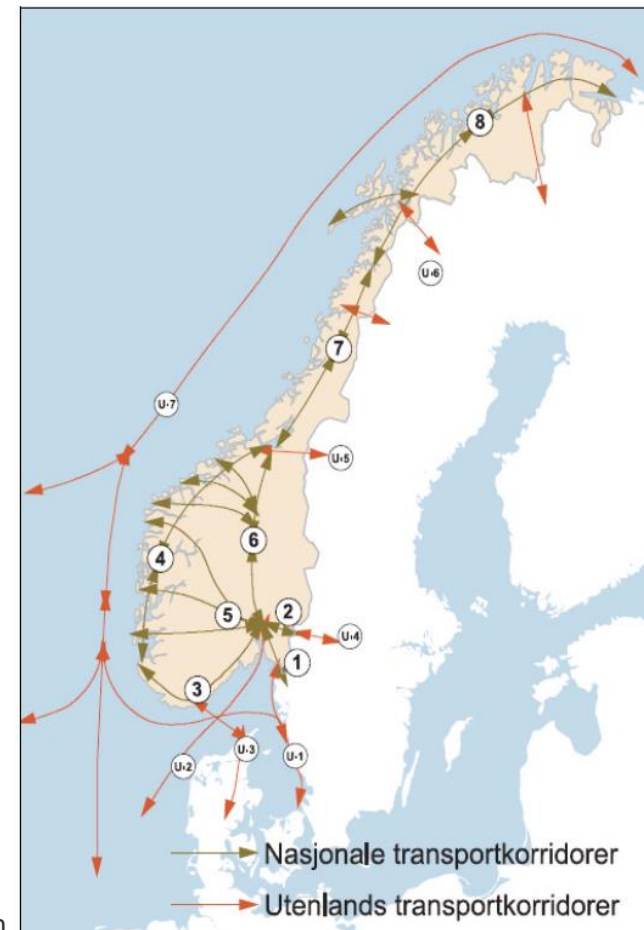 8
U-6
7
U-7
U-5
6
4
5
2
U-4
1
3
U-3
U-2
U-1
Nasjonale transportkorridorer
Utenlands transportkorridorer